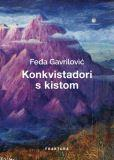 Feđa Gavrilović
Konkvistadori
s kistom
FRAKTURA